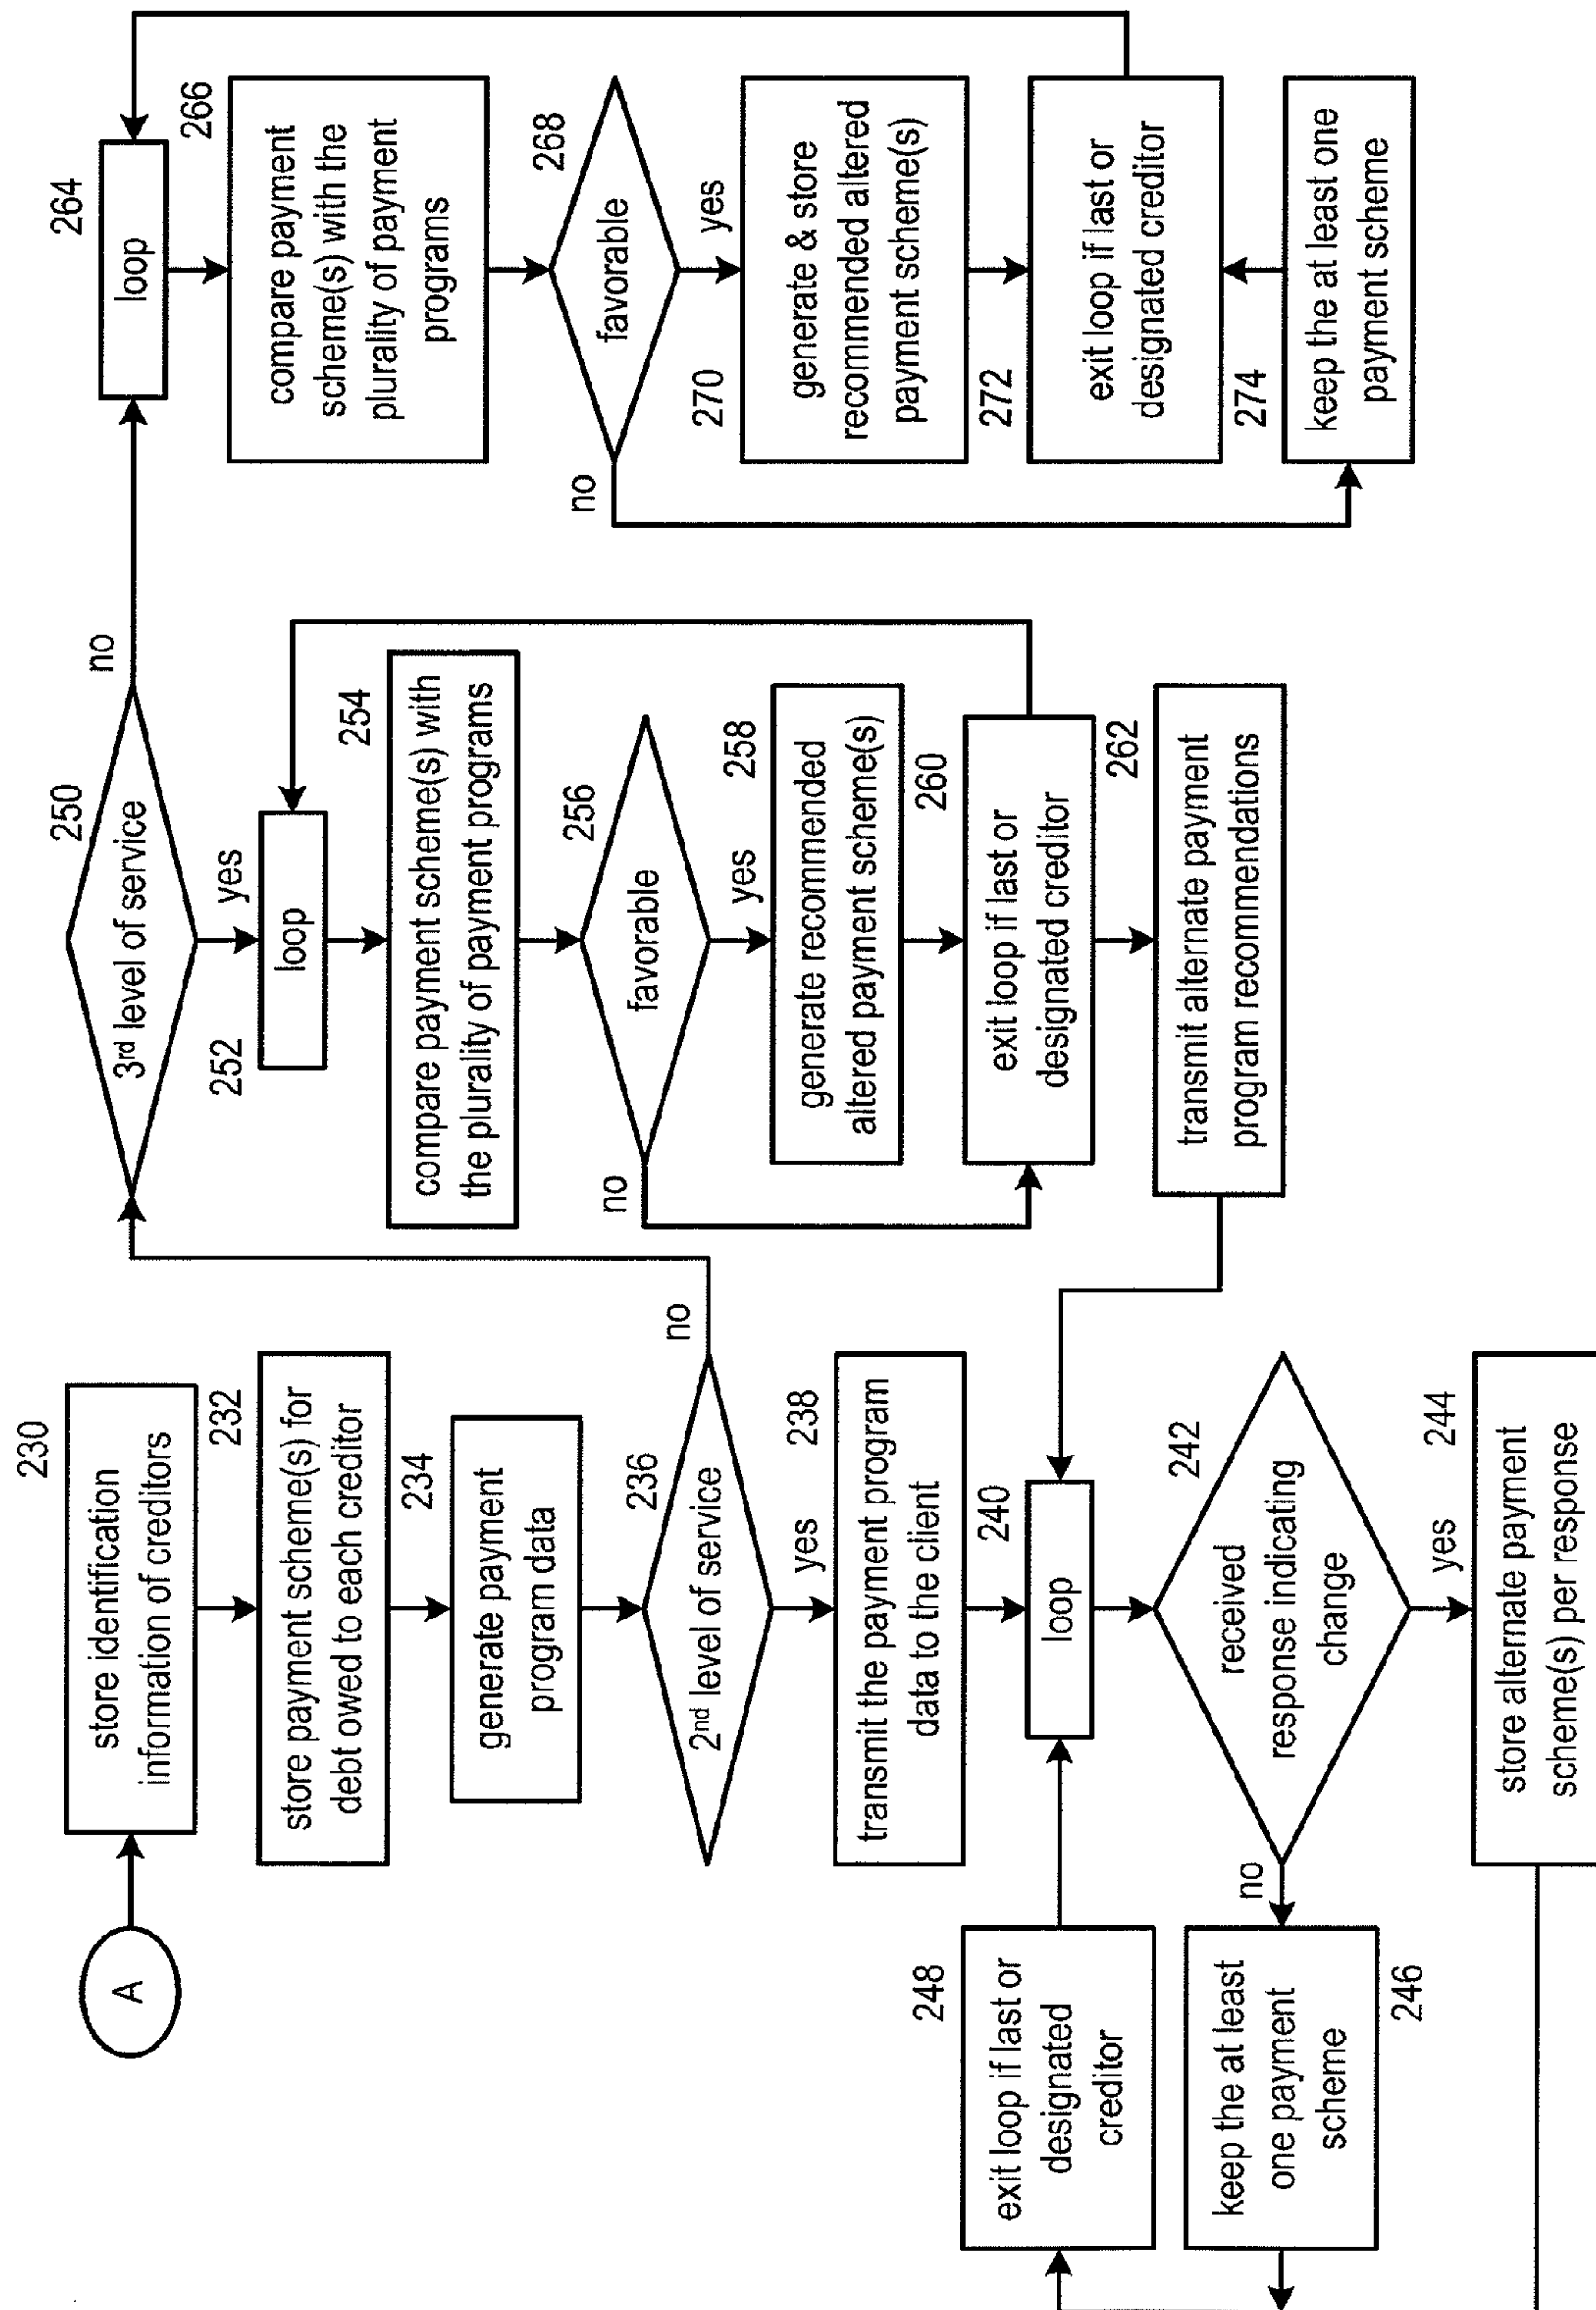 A
230
store identification
information of creditors
232
store payment scheme(s) for
debt owed to each creditor
234
generate payment
program data
236
2nd level of service
no
yes
238
transmit the payment program
data to the client
240
loop
242
received
response indicating
change
no
yes
244
store alternate payment
scheme(s) per response
246
keep the at least
one payment
scheme
248
exit loop if last or
designated
creditor
250
3rd level of service
no
yes
252
loop
254
compare payment scheme(s) with
the plurality of payment programs
256
favorable
no
yes
258
generate recommended
altered payment scheme(s)
260
exit loop if last or
designated creditor
262
transmit alternate payment
program recommendations
264
loop
266
compare payment
scheme(s) with the
plurality of payment
programs
268
favorable
no
yes
270
generate & store
recommended altered
payment scheme(s)
272
exit loop if last or
designated creditor
274
keep the at least one
payment scheme